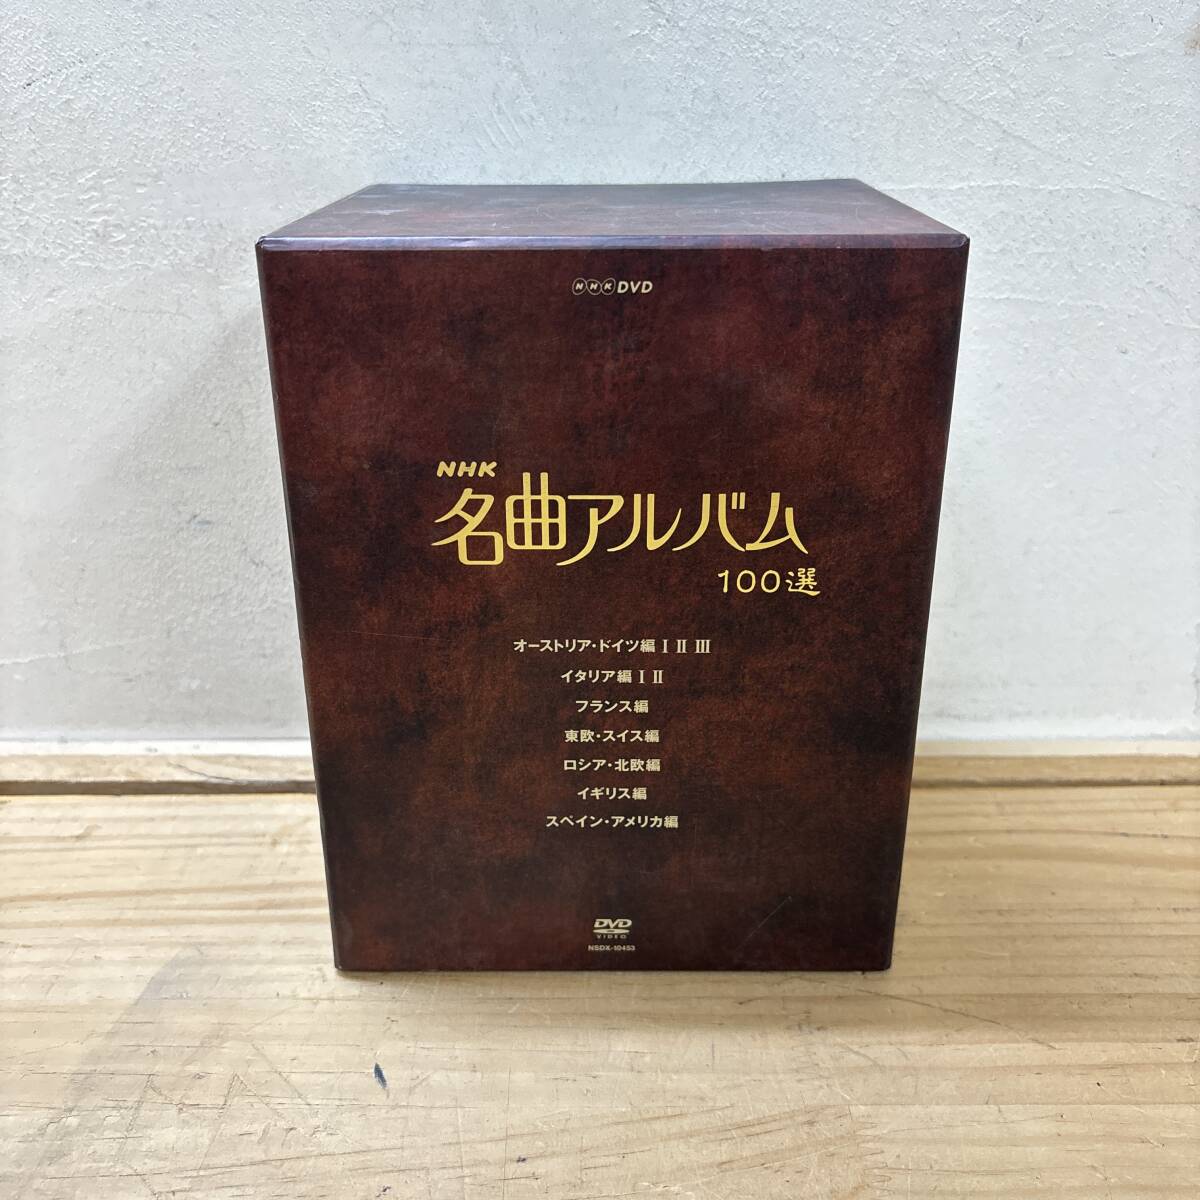 NHK DVD
NHK
名曲アルバム
100選
オーストリア・ドイツ編 Ⅰ Ⅱ Ⅲ
イタリア編 Ⅰ Ⅱ
フランス編
東欧・スイス編
ロシア・北欧編
イギリス編
スペイン・アメリカ編
DVD
VIDEO
NSDX-19453